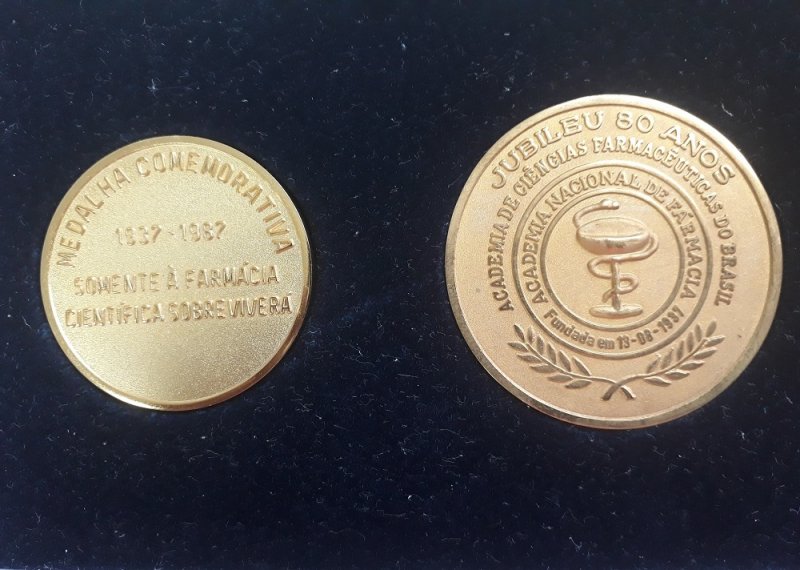 MEDALHA COMEMORATIVA
1937-1987
SOMENTE À FARMÁCIA
CIENTÍFICA SOBREVIVERÁ
JUBILEU 80 ANOS
ACADEMIA DE CIÊNCIAS FARMACÊUTICAS DO BRASIL
ACADEMIA NACIONAL DE FÁRMACIA
Fundada em 13-08-1937